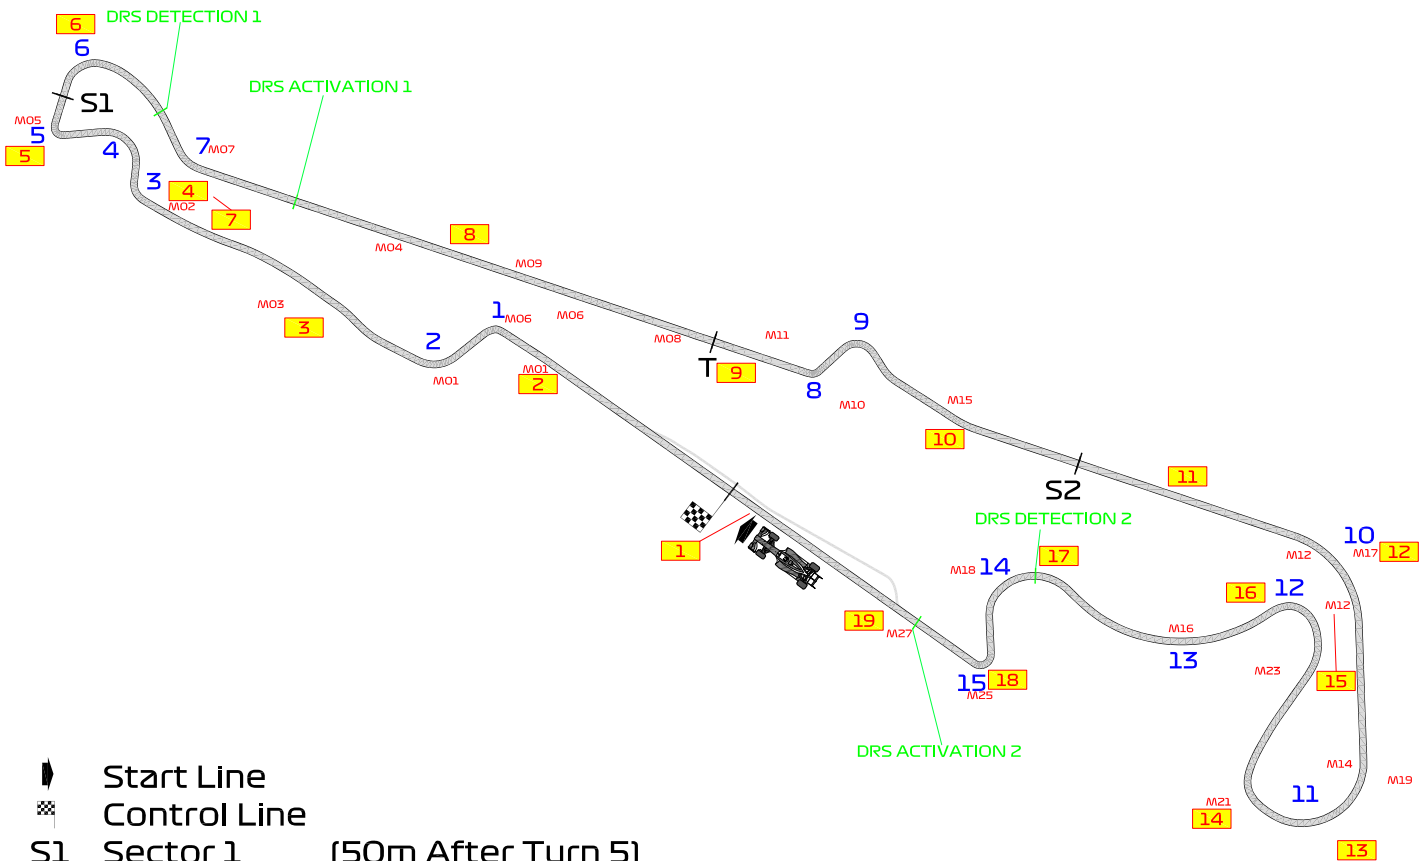 6
DRS DETECTION 1
6
DRS ACTIVATION 1
S1
M05
5
4
7
M07
5
3
4
M02
7
8
M04
M09
M03
3
1
M06
M06
9
2
M08
M11
T
9
M01
M01
2
8
M10
M15
10
11
S2
DRS DETECTION 2
10
1
M12
M17
12
14
17
M18
16
12
M12
19
M27
M16
13
M23
15
18
15
M25
DRS ACTIVATION 2
M14
M19
11
M21
14
13
Start Line
Control Line
S1 Sector 1 (50m After Turn 5)